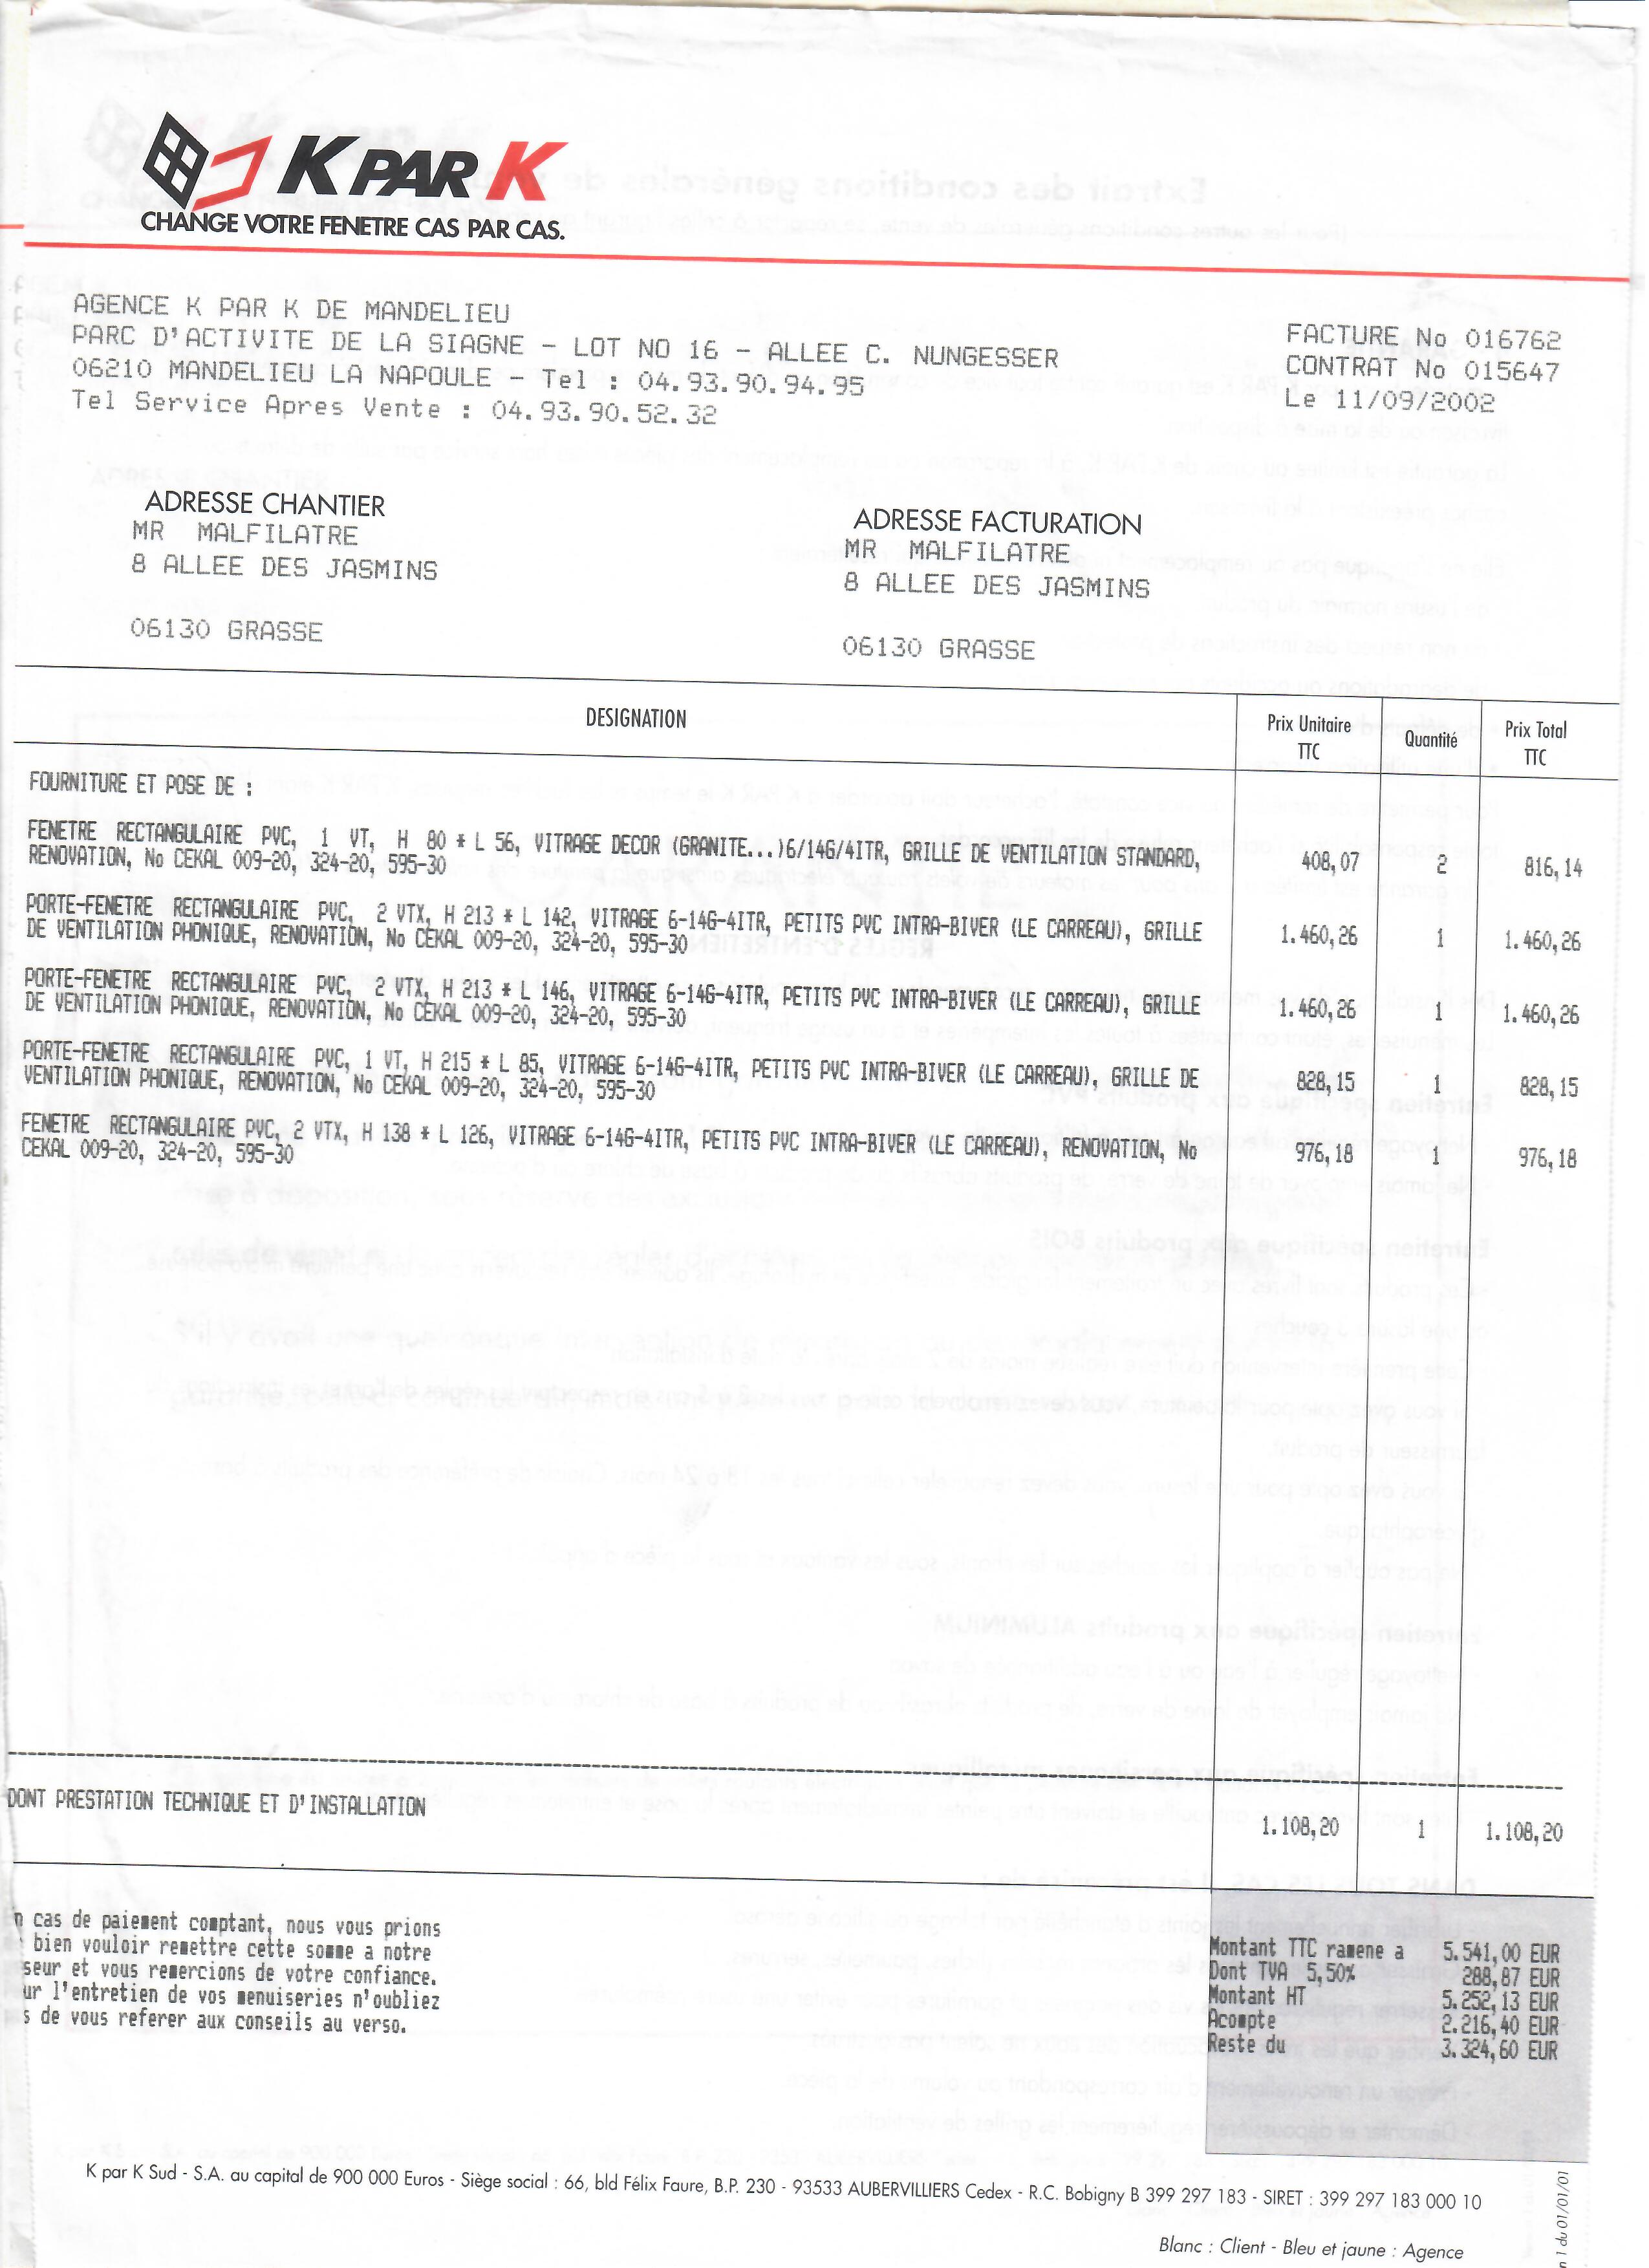 K PAR K
CHANGE VOTRE FENETRE CAS PAR CAS.
AGENCE K PAR K DE MANDELIEU
PARC D'ACTIVITE DE LA SIAGNE - LOT NO 16 - ALLEE C. NUNGESSER
06210 MANDELIEU LA NAPOULE - Tel : 04.93.90.94.95
Tel Service Apres Vente : 04.93.90.52.32
FACTURE No 016762
CONTRAT No 015647
Le 11/09/2002
ADRESSE CHANTIER
MR MALFILATRE
8 ALLEE DES JASMINS
06130 GRASSE
ADRESSE FACTURATION
MR MALFILATRE
8 ALLEE DES JASMINS
06130 GRASSE
DESIGNATION
Prix Unitaire
TTC
Quantité
Prix Total
TTC
FOURNITURE ET POSE DE :
FENETRE RECTANGULAIRE PVC, 1 VT, H 80 * L 56, VITRAGE DECOR (GRANITE...)6/14G/4ITR, GRILLE DE VENTILATION STANDARD,
RENOVATION, No CEKAL 009-20, 324-20, 595-30
408,07 2 816,14
PORTE-FENETRE RECTANGULAIRE PVC, 2 VTX, H 213 * L 142, VITRAGE 6-14G-4ITR, PETITS PVC INTRA-BIVER (LE CARREAU), GRILLE
DE VENTILATION PHONIQUE, RENOVATION, No CEKAL 009-20, 324-20, 595-30
1.460,26 1 1.460,26
PORTE-FENETRE RECTANGULAIRE PVC, 2 VTX, H 213 * L 146, VITRAGE 6-14G-4ITR, PETITS PVC INTRA-BIVER (LE CARREAU), GRILLE
DE VENTILATION PHONIQUE, RENOVATION, No CEKAL 009-20, 324-20, 595-30
1.460,26 1 1.460,26
PORTE-FENETRE RECTANGULAIRE PVC, 1 VT, H 215 * L 85, VITRAGE 6-14G-4ITR, PETITS PVC INTRA-BIVER (LE CARREAU), GRILLE DE
VENTILATION PHONIQUE, RENOVATION, No CEKAL 009-20, 324-20, 595-30
828,15 1 828,15
FENETRE RECTANGULAIRE PVC, 2 VTX, H 138 * L 126, VITRAGE 6-14G-4ITR, PETITS PVC INTRA-BIVER (LE CARREAU), RENOVATION, No
CEKAL 009-20, 324-20, 595-30
976,18 1 976,18
DONT PRESTATION TECHNIQUE ET D'INSTALLATION
1.108,20 1 1.108,20
n cas de paiement comptant, nous vous prions
bien vouloir remettre cette somme a notre
seur et vous remercions de votre confiance.
ur l'entretien de vos menuiseries n'oubliez
s de vous referer aux conseils au verso.
Montant TTC ramene a 5.541,00 EUR
Dont TVA 5,50% 288,87 EUR
Montant HT 5.252,13 EUR
Acompte 2.216,40 EUR
Reste du 3.324,60 EUR
K par K Sud - S.A. au capital de 900 000 Euros - Siège social : 66, bld Félix Faure, B.P. 230 - 93533 AUBERVILLIERS Cedex - R.C. Bobigny B 399 297 183 - SIRET : 399 297 183 000 10
Blanc : Client - Bleu et jaune : Agence
n 1 du 01/01/01